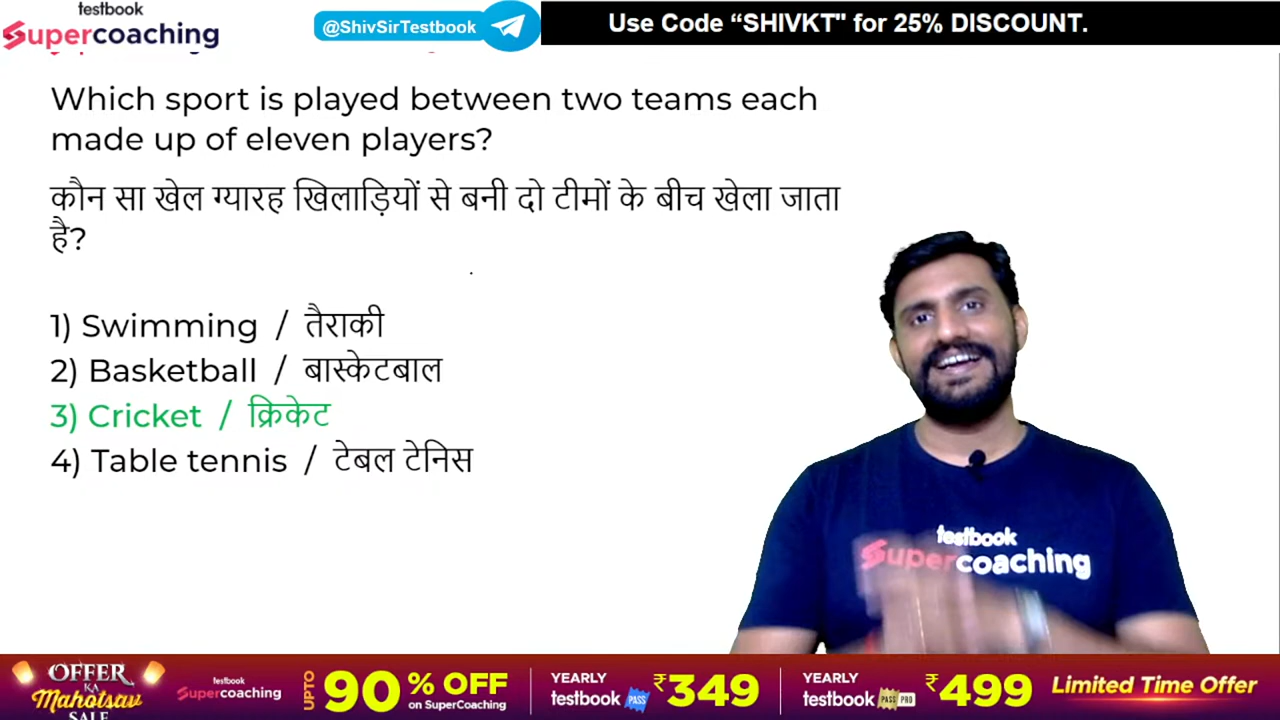 testbook
Supercoaching
@ShivSirTestbook
Use Code “SHIVKT" for 25% DISCOUNT.
Which sport is played between two teams each
made up of eleven players?
कौन सा खेल ग्यारह खिलाड़ियों से बनी दो टीमों के बीच खेला जाता
है?
1) Swimming / तैराकी
2) Basketball / बास्केटबाल
3) Cricket / क्रिकेट
4) Table tennis / टेबल टेनिस
testbook
Supercoaching
OFFER
KA
Mahotsav
SALE
testbook
Supercoaching
UPTO
90% OFF
on SuperCoaching
YEARLY
testbook PASS
₹349
YEARLY
testbook PASS PRO
₹499
Limited Time Offer